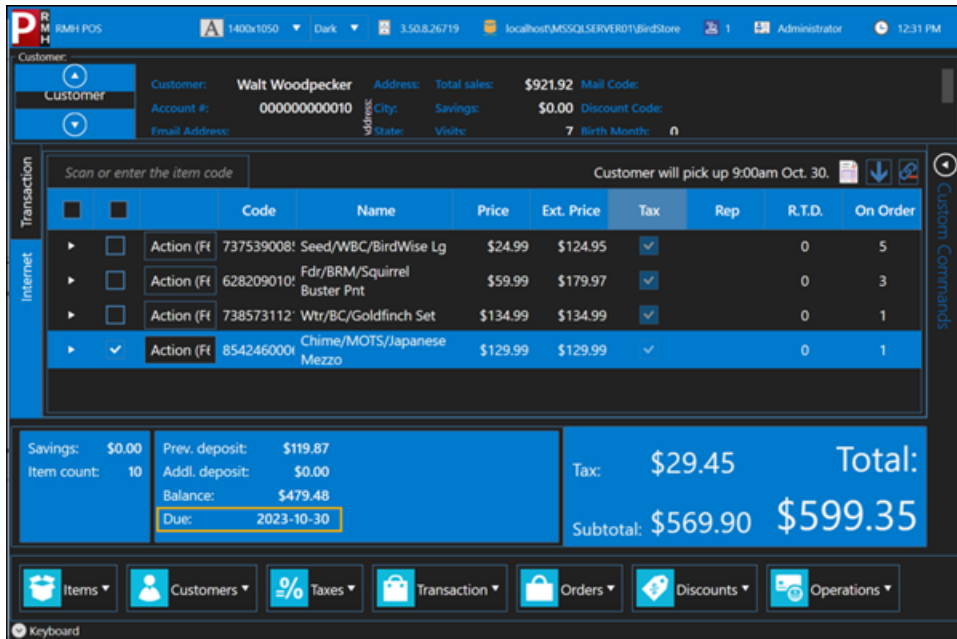 RMH RMH POS A 1400x1050 Dark 3.50.8.26719 localhost\MSSQLSERVER01\BirdStore 1 Administrator 12:31 PM
Customer:
Customer
Customer: Walt Woodpecker Address: Total sales: $921.92 Mail Code:
Account #: 000000000010 City: Savings: $0.00 Discount Code:
Email Address: State: Visits: 7 Birth Month: 0
Transaction
Internet
Scan or enter the item code Customer will pick up 9:00am Oct. 30.
Custom Commands
Code Name Price Ext. Price Tax Rep R.T.D. On Order
Action (F6 737539008 Seed/WBC/BirdWise Lg $24.99 $124.95 0 5
Action (F6 628209010 Fdr/BRM/Squirrel Buster Pnt $59.99 $179.97 0 3
Action (F6 738573112 Wtr/BC/Goldfinch Set $134.99 $134.99 0 1
Action (F6 854246000 Chime/MOTS/Japanese Mezzo $129.99 $129.99 0 1
Savings: $0.00
Item count: 10
Prev. deposit: $119.87
Addl. deposit: $0.00
Balance: $479.48
Due: 2023-10-30
Tax: $29.45
Subtotal: $569.90
Total:
$599.35
Items Customers Taxes Transaction Orders Discounts Operations
Keyboard